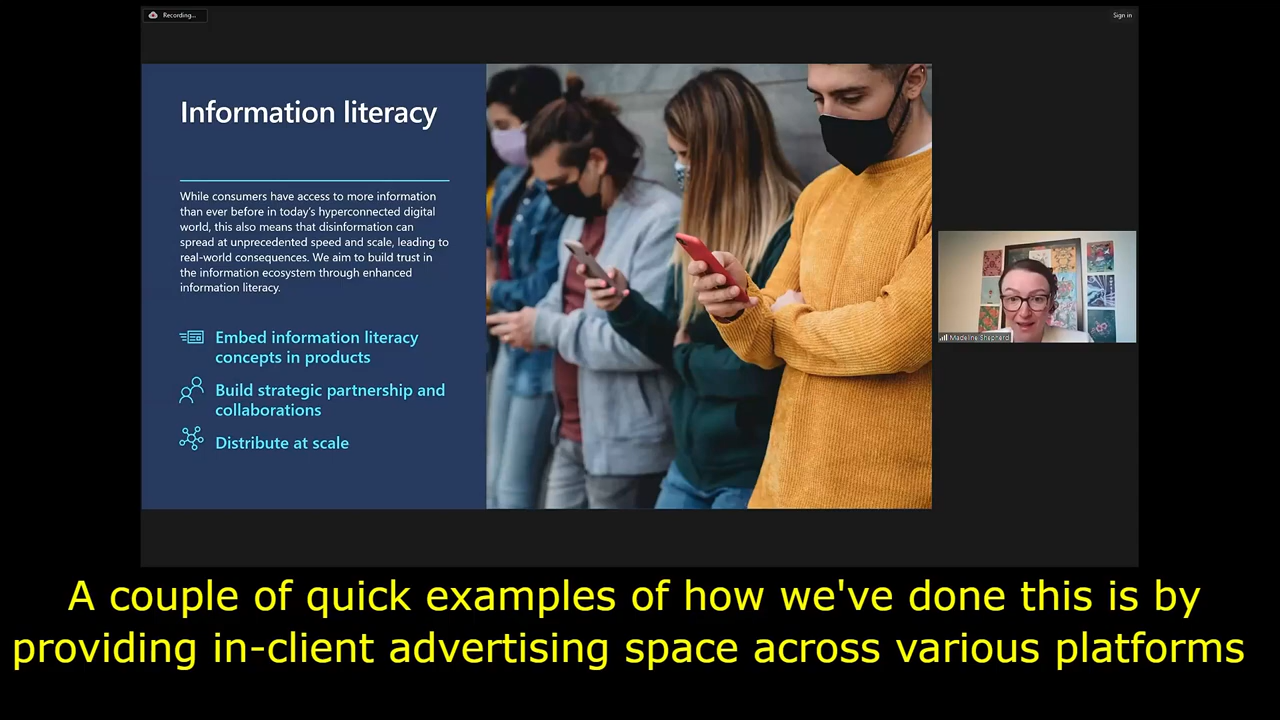 Recording...
Sign in
Information literacy
While consumers have access to more information
than ever before in today's hyperconnected digital
world, this also means that disinformation can
spread at unprecedented speed and scale, leading to
real-world consequences. We aim to build trust in
the information ecosystem through enhanced
information literacy.
Embed information literacy
concepts in products
Build strategic partnership and
collaborations
Distribute at scale
Madeline Shepherd
A couple of quick examples of how we've done this is by
providing in-client advertising space across various platforms